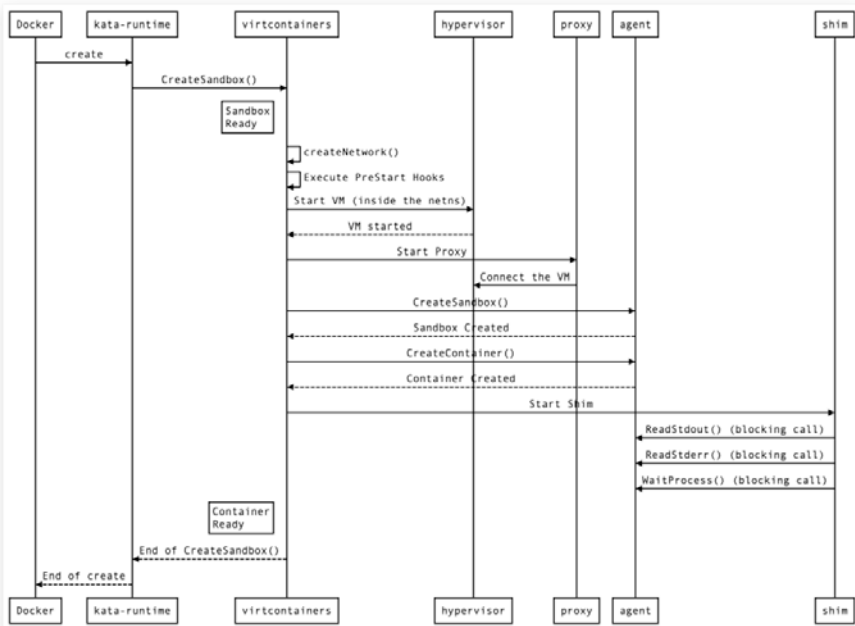 Docker kata-runtime virtcontainers hypervisor proxy agent shim
create
CreateSandbox()
Sandbox
Ready
createNetwork()
Execute PreStart Hooks
Start VM (inside the netns)
VM started
Start Proxy
Connect the VM
CreateSandbox()
Sandbox Created
CreateContainer()
Container Created
Start Shim
ReadStdout() (blocking call)
ReadStderr() (blocking call)
WaitProcess() (blocking call)
Container
Ready
End of CreateSandbox()
End of create
Docker kata-runtime virtcontainers hypervisor proxy agent shim